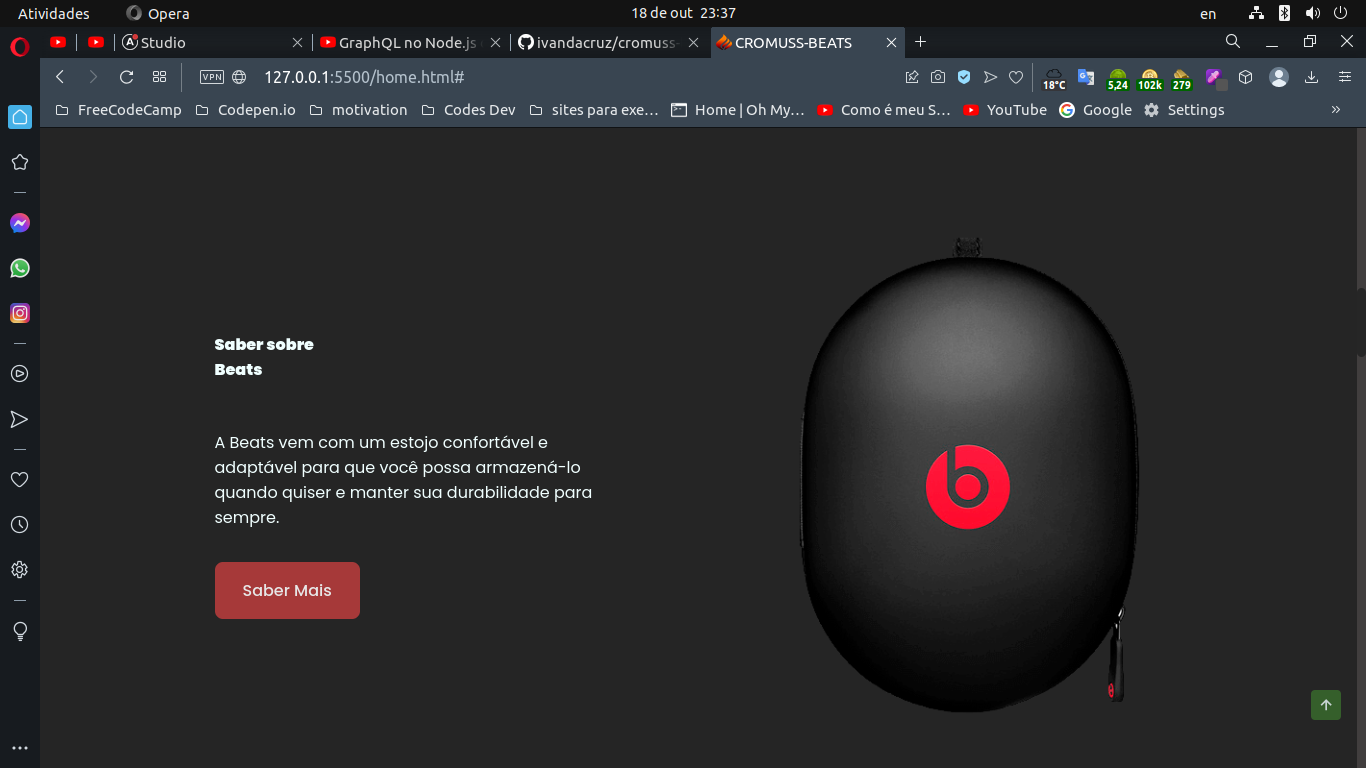 Atividades
Opera
18 de out 23:37
en
Studio
GraphQL no Node.js
ivandacruz/cromuss-
CROMUSS-BEATS
VPN
127.0.0.1:5500/home.html#
18°C
5,24
102k
279
FreeCodeCamp
Codepen.io
motivation
Codes Dev
sites para exe...
Home | Oh My...
Como é meu S...
YouTube
Google
Settings
»
Saber sobre
Beats
A Beats vem com um estojo confortável e
adaptável para que você possa armazená-lo
quando quiser e manter sua durabilidade para
sempre.
Saber Mais
b